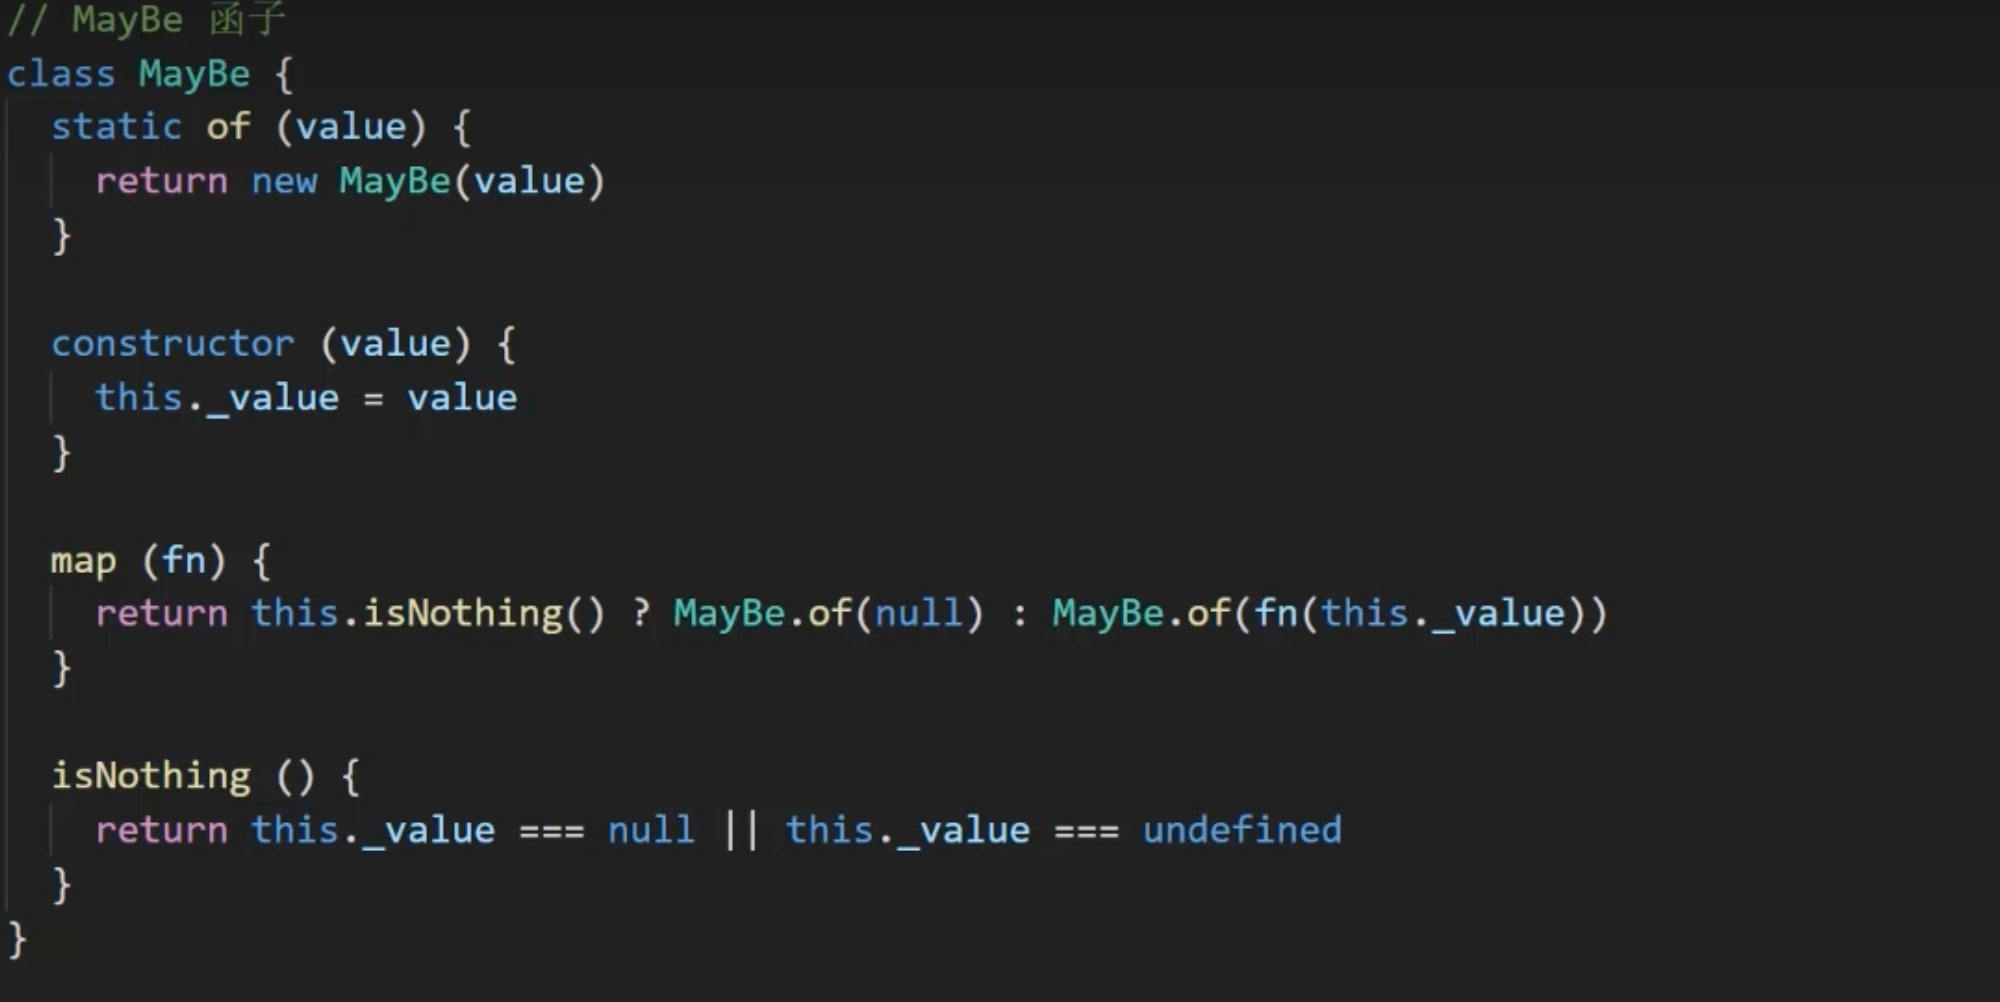 // MayBe 函子
class MayBe {
static of (value) {
return new MayBe(value)
}
constructor (value) {
this._value = value
}
map (fn) {
return this.isNothing() ? MayBe.of(null) : MayBe.of(fn(this._value))
}
isNothing () {
return this._value === null || this._value === undefined
}
}